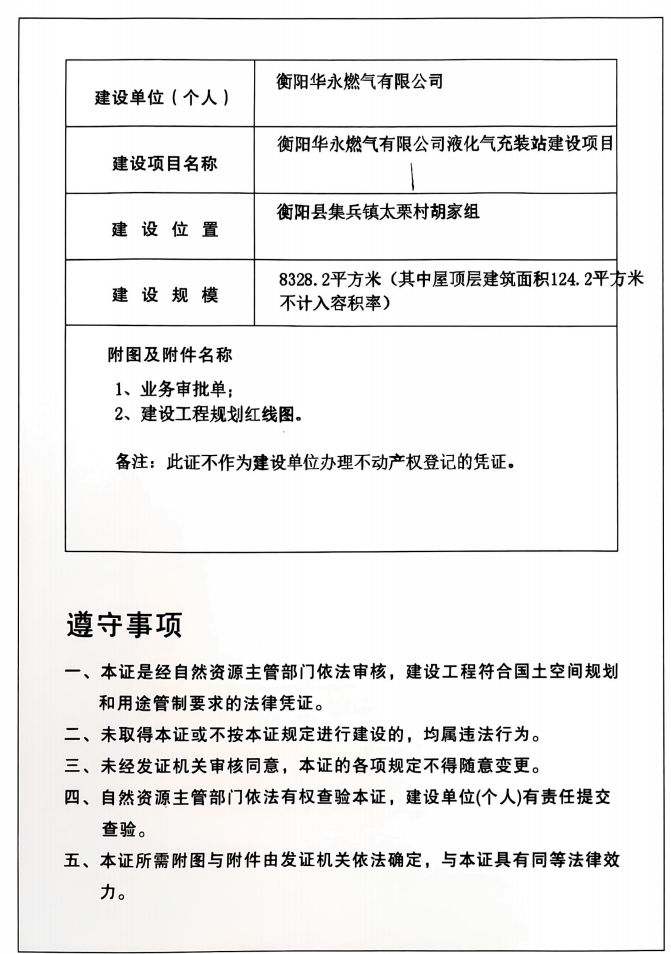 建设单位（个人）
衡阳华永燃气有限公司
建设项目名称
衡阳华永燃气有限公司液化气充装站建设项目
建设位置
衡阳县集兵镇太栗村胡家组
建设规模
8328.2平方米（其中屋顶层建筑面积124.2平方米
不计入容积率）
附图及附件名称
1、业务审批单；
2、建设工程规划红线图。
备注：此证不作为建设单位办理不动产权登记的凭证。
遵守事项
一、本证是经自然资源主管部门依法审核，建设工程符合国土空间规划
和用途管制要求的法律凭证。
二、未取得本证或不按本证规定进行建设的，均属违法行为。
三、未经发证机关审核同意，本证的各项规定不得随意变更。
四、自然资源主管部门依法有权查验本证，建设单位(个人)有责任提交
查验。
五、本证所需附图与附件由发证机关依法确定，与本证具有同等法律效
力。